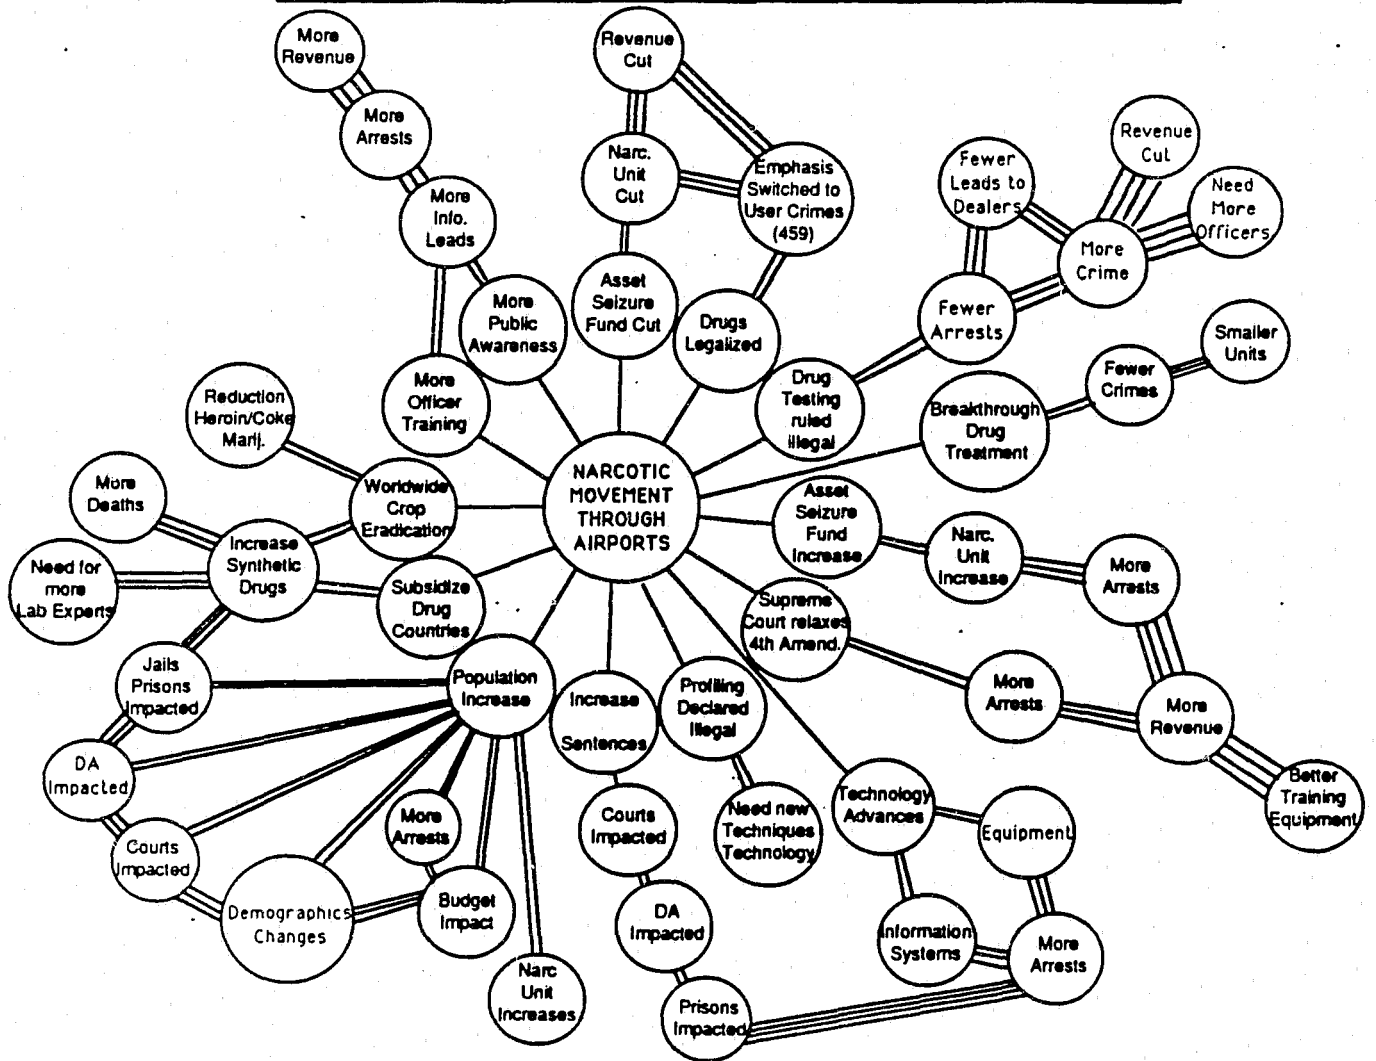 More
Revenue
Revenue
Cut
More
Arrests
Narc.
Unit
Cut
Emphasis
Switched to
User Crimes
(459)
Fewer
Leads to
Dealers
Revenue
Cut
Need
More
Officers
More
Info.
Leads
More
Crime
Asset
Seizure
Fund Cut
More
Public
Awareness
Drugs
Legalized
Fewer
Arrests
Smaller
Units
Fewer
Crimes
More
Officer
Training
Drug
Testing
ruled
illegal
Breakthrough
Drug
Treatment
Reduction
Heroin/Coke
Marij.
More
Deaths
Worldwide
Crop
Eradication
NARCOTIC
MOVEMENT
THROUGH
AIRPORTS
Asset
Seizure
Fund
Increase
Narc.
Unit
Increase
More
Arrests
Increase
Synthetic
Drugs
Need for
more
Lab Experts
Subsidize
Drug
Countries
Supreme
Court relaxes
4th Amend.
Jails
Prisons
Impacted
Population
Increase
Increase
Sentences
Profiling
Declared
Illegal
More
Arrests
More
Revenue
DA
Impacted
More
Arrests
Courts
Impacted
Need new
Techniques
Technology
Technology
Advances
Equipment
Better
Training
Equipment
Courts
Impacted
Demographics
Changes
Budget
Impact
DA
Impacted
Information
Systems
More
Arrests
Narc
Unit
Increases
Prisons
Impacted